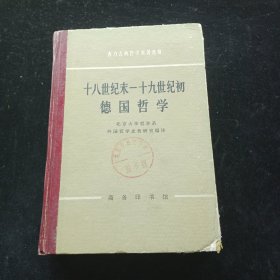 西方古典哲学名著选辑
十八世纪末—十九世纪初
德国哲学
北京大学哲学系
外国哲学史教研室编译
商务印书馆